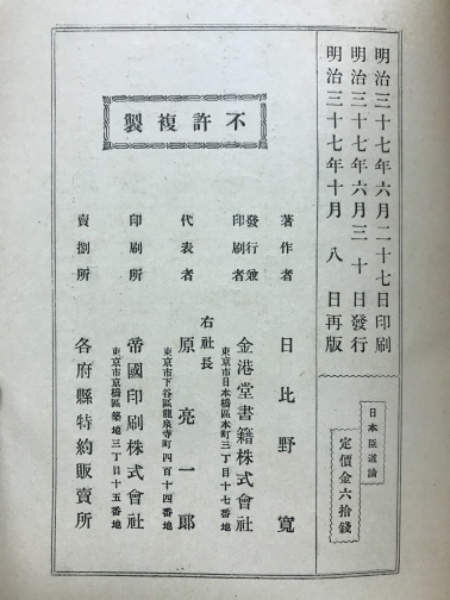 明治三十七年六月二十七日印刷
明治三十七年六月三十日發行
明治三十七年十月八日再版
日本臣道論
定價金六拾錢
不許複製
著作者
日比野寬
發行兼
印刷者
金港堂書籍株式會社
東京市日本橋區本町三丁目十七番地
右社長
代表者
原亮一郎
東京市下谷區龍泉寺町四百十四番地
印刷所
帝國印刷株式會社
東京市京橋區築地三丁目十五番地
賣捌所
各府縣特約販賣所